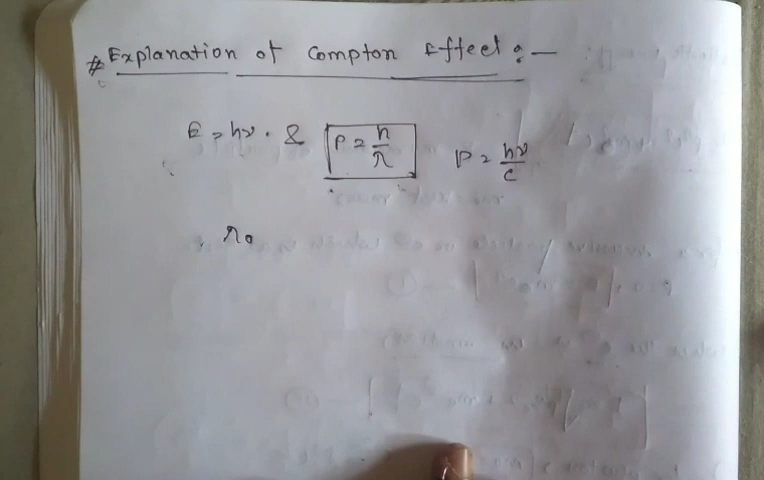 # Explanation of Compton Effect :-
E = hν . & P = h/λ P = hν/c
λ0